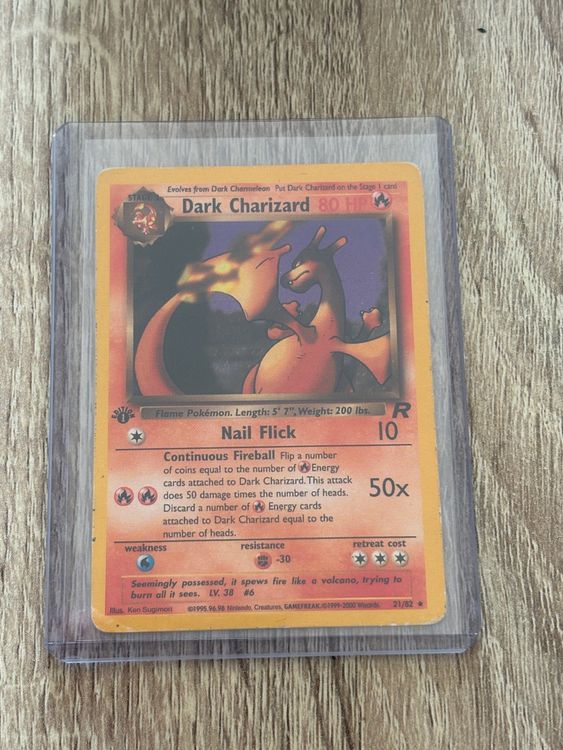 Evolves from Dark Charmeleon Put Dark Charizard on the Stage 1 card
STAGE 2
Dark Charizard 80 HP
Flame Pokémon. Length: 5' 7", Weight: 200 lbs.
EDITION
1
R
Nail Flick 10
Continuous Fireball Flip a number
of coins equal to the number of Energy
cards attached to Dark Charizard. This attack
does 50 damage times the number of heads.
Discard a number of Energy cards
attached to Dark Charizard equal to the
number of heads.
50x
weakness resistance retreat cost
-30
Seemingly possessed, it spews fire like a volcano, trying to
burn all it sees. LV. 38 #6
Illus. Ken Sugimori ©1995, 96, 98 Nintendo, Creatures, GAMEFREAK. ©1999-2000 Wizards. 21/82 ★